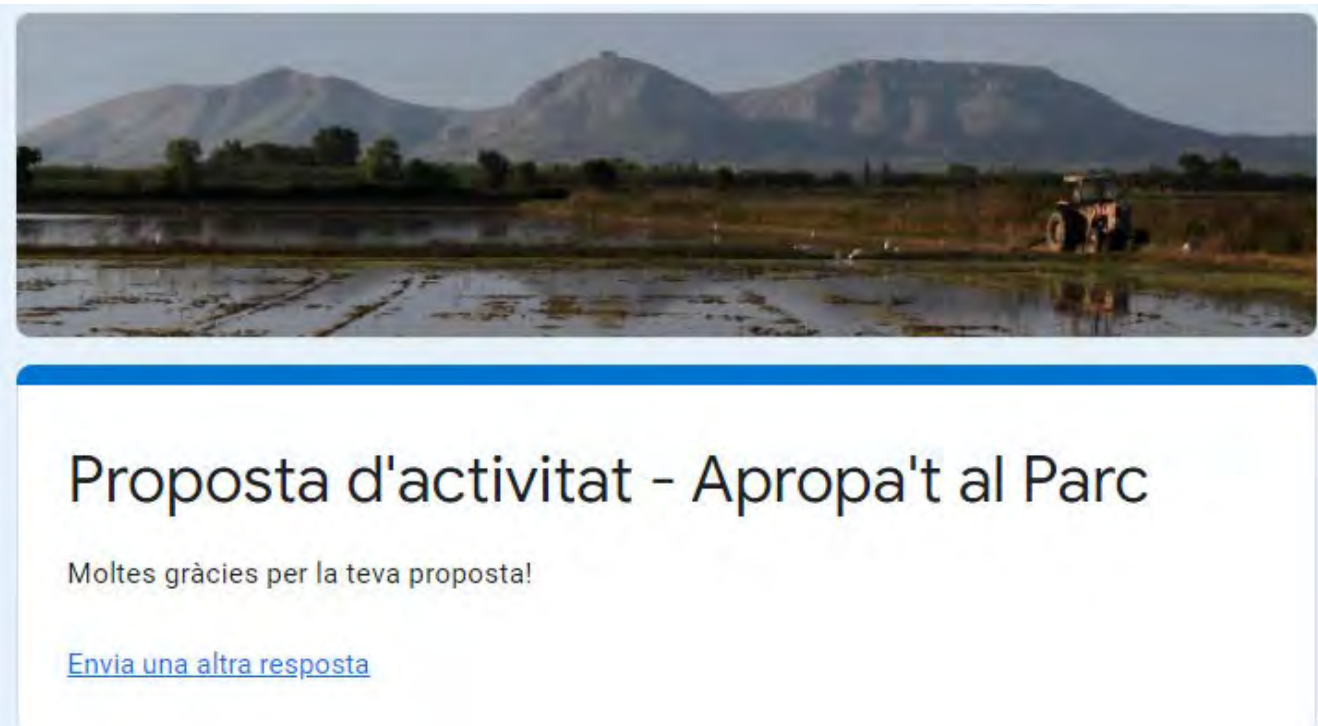 Proposta d'activitat - Apropa't al Parc
Moltes gràcies per la teva proposta!
Envia una altra resposta